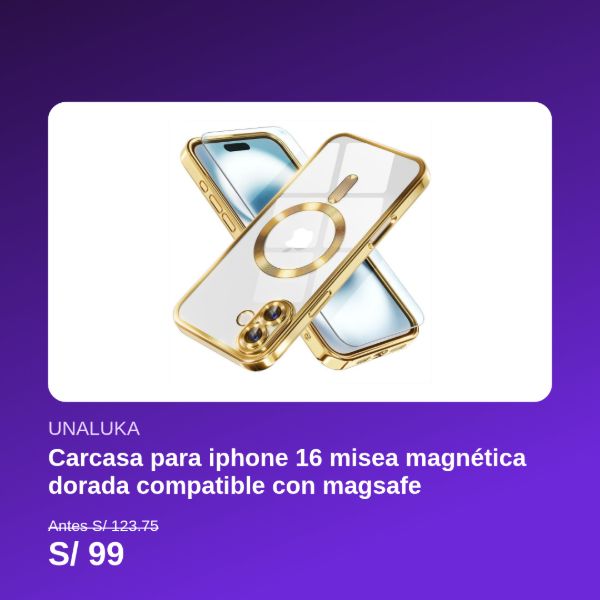 UNALUKA
Carcasa para iphone 16 misea magnética
dorada compatible con magsafe
Antes S/ 123.75
S/ 99